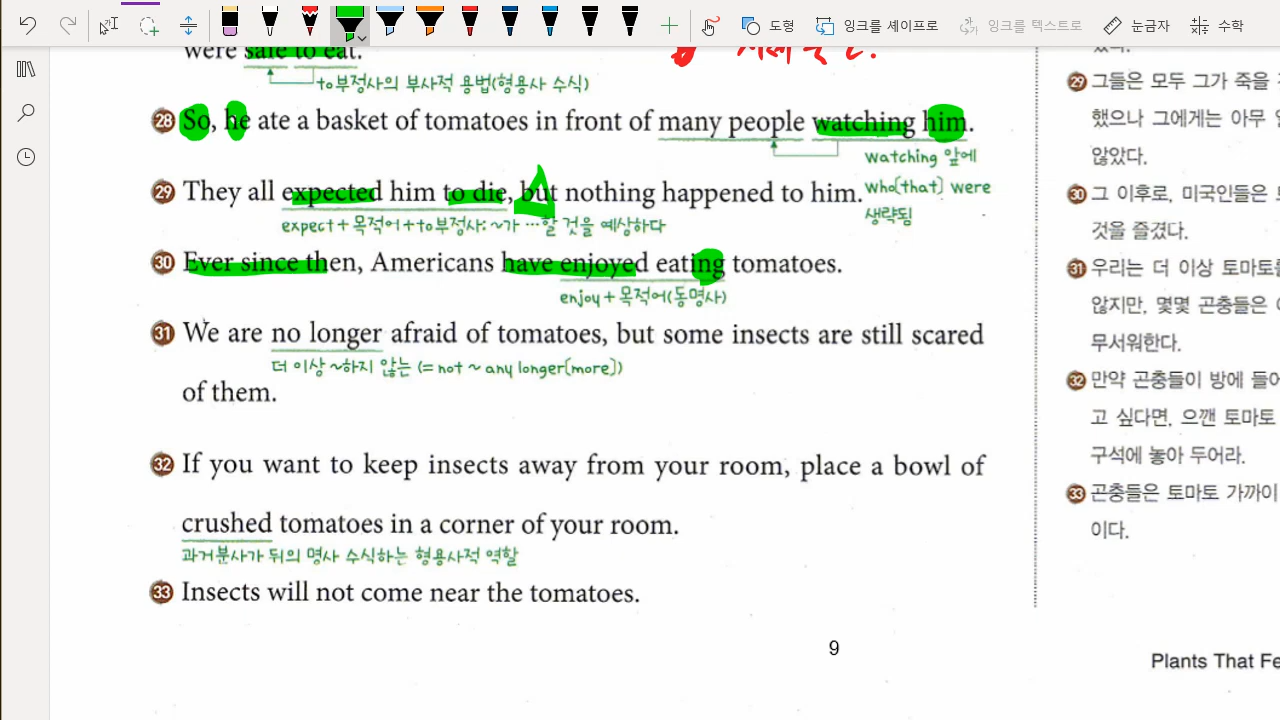 도형
잉크를 셰이프로
잉크를 텍스트로
눈금자
수학
were safe to eat.
to부정사의 부사적 용법(형용사 수식)
28 So, he ate a basket of tomatoes in front of many people watching him.
watching 앞에
who(that) were
생략됨
29 They all expected him to die, but nothing happened to him.
expect+목적어+to부정사: ~가 …할 것을 예상하다
30 Ever since then, Americans have enjoyed eating tomatoes.
enjoy+목적어(동명사)
31 We are no longer afraid of tomatoes, but some insects are still scared
더 이상 ~하지 않는 (= not ~ any longer(more))
of them.
32 If you want to keep insects away from your room, place a bowl of
crushed tomatoes in a corner of your room.
과거분사가 뒤의 명사 수식하는 형용사적 역할
33 Insects will not come near the tomatoes.
9
29 그들은 모두 그가 죽을
했으나 그에게는 아무
않았다.
30 그 이후로, 미국인들은
것을 즐겼다.
31 우리는 더 이상 토마토를
않지만, 몇몇 곤충들은
무서워한다.
32 만약 곤충들이 방에 들어
고 싶다면, 으깬 토마토
구석에 놓아 두어라.
33 곤충들은 토마토 가까이
이다.
Plants That Fe